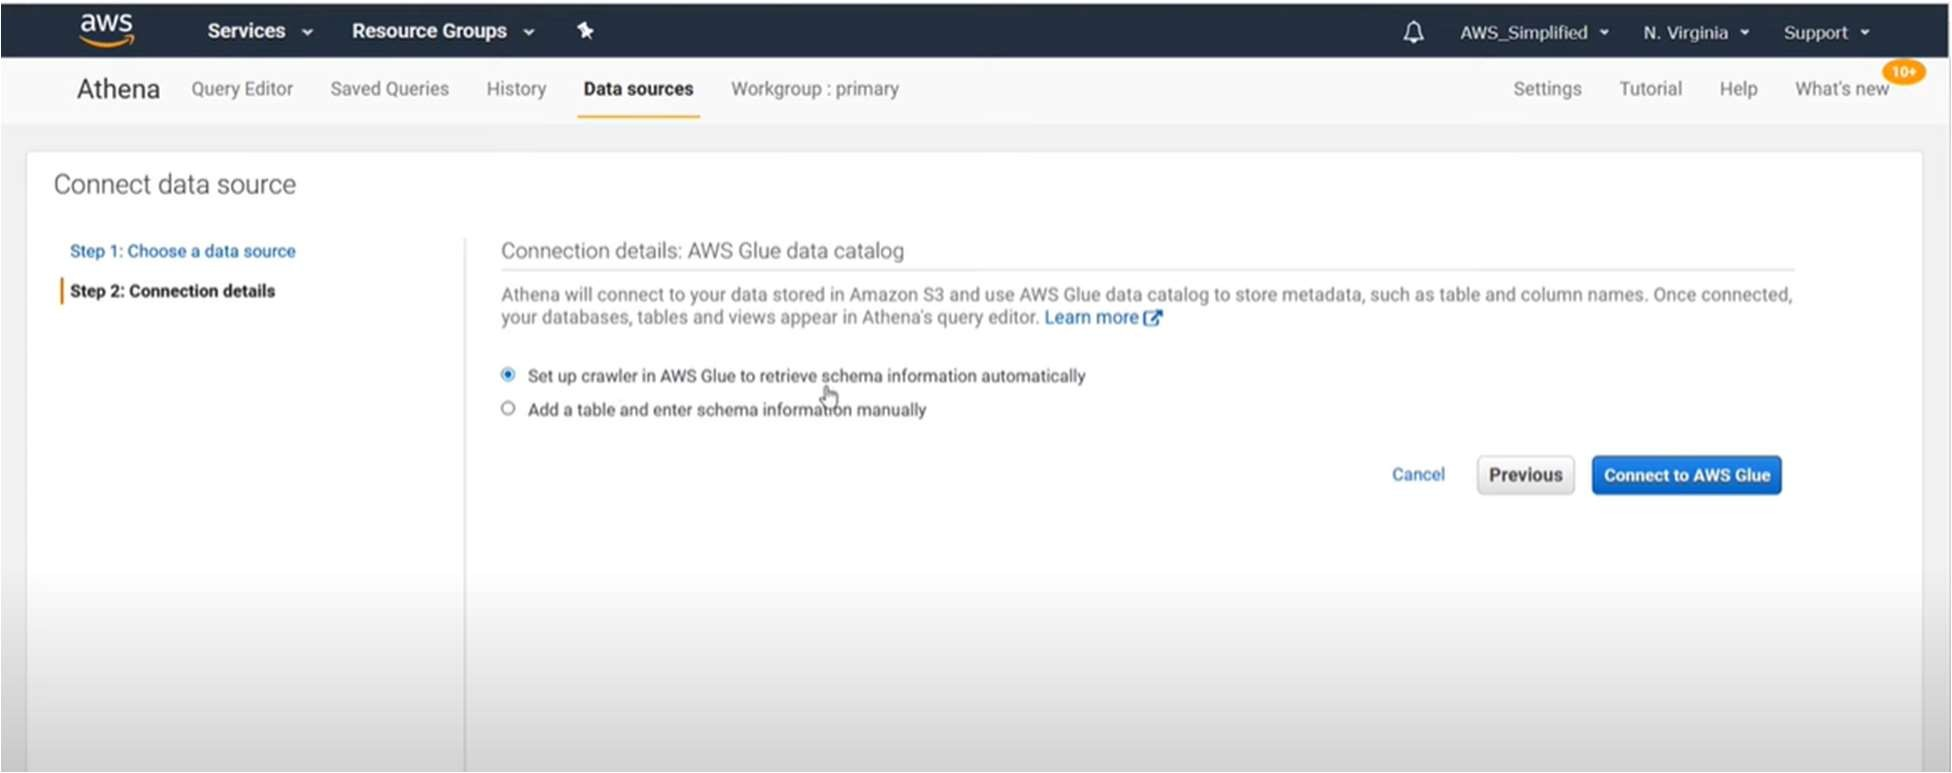 aws Services Resource Groups AWS_Simplified N. Virginia Support
10+
Athena Query Editor Saved Queries History Data sources Workgroup : primary Settings Tutorial Help What's new
Connect data source
Step 1: Choose a data source
Step 2: Connection details
Connection details: AWS Glue data catalog
Athena will connect to your data stored in Amazon S3 and use AWS Glue data catalog to store metadata, such as table and column names. Once connected,
your databases, tables and views appear in Athena's query editor. Learn more
Set up crawler in AWS Glue to retrieve schema information automatically
Add a table and enter schema information manually
Cancel Previous Connect to AWS Glue